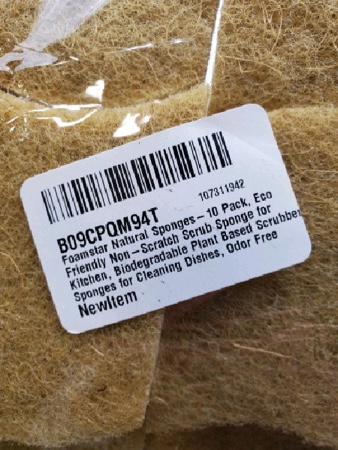 107311942
B09CPQM94T
Foamstar Natural Sponges-10 Pack, Eco
Friendly Non-Scratch Scrub Sponge for
Kitchen, Biodegradable Plant Based Scrubber
Sponges for Cleaning Dishes, Odor Free
NewItem